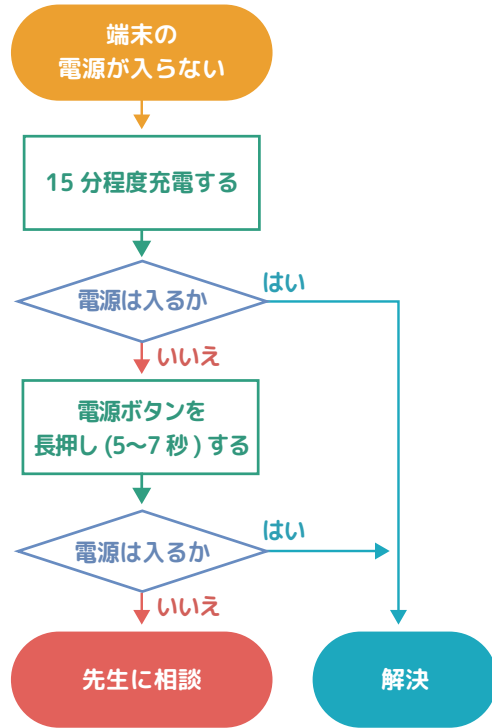 端末の
電源が入らない
15 分程度充電する
電源は入るか
はい
いいえ
電源ボタンを
長押し (5〜7 秒 ) する
電源は入るか
はい
いいえ
先生に相談
解決